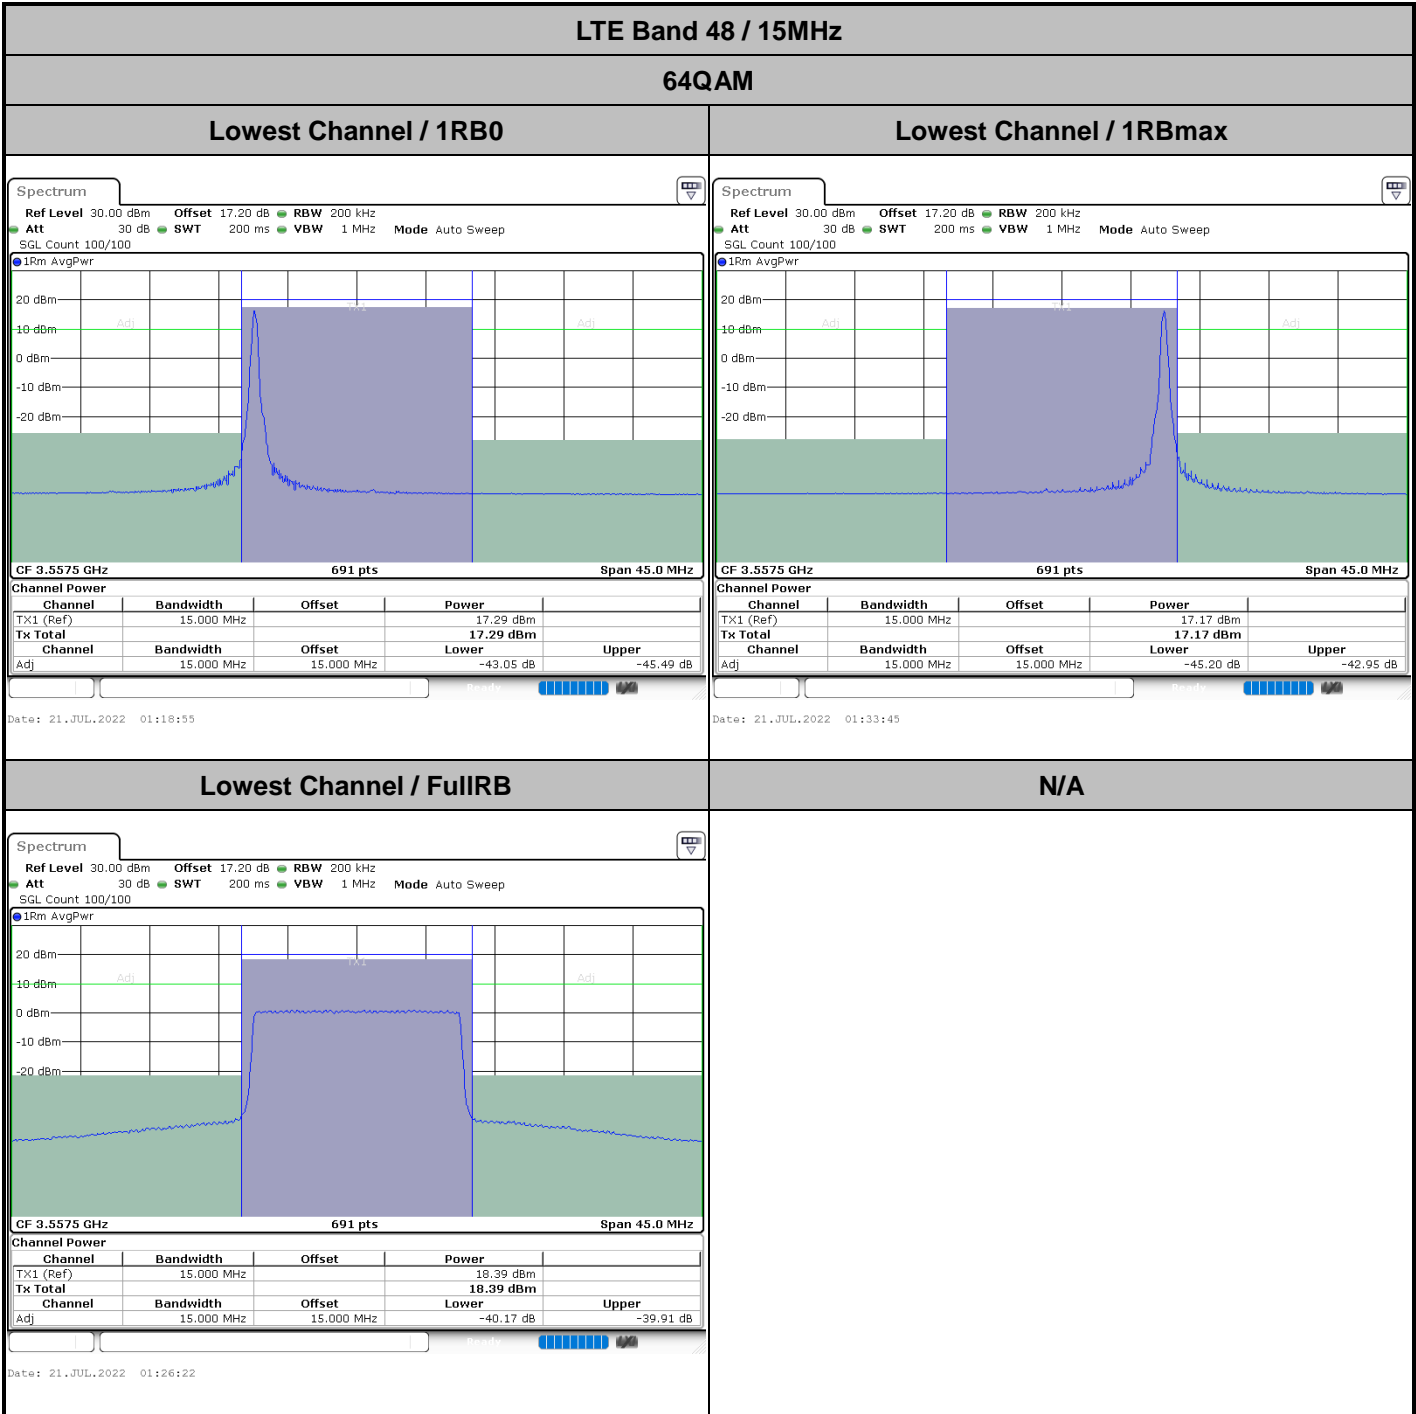 LTE Band 48 / 15MHz
64QAM
Lowest Channel / 1RB0
Lowest Channel / 1RBmax
Spectrum
Ref Level 30.00 dBm Offset 17.20 dB RBW 200 kHz
Att 30 dB SWT 200 ms VBW 1 MHz Mode Auto Sweep
SGL Count 100/100
1Rm AvgPwr
20 dBm
10 dBm
0 dBm
-10 dBm
-20 dBm
Adj
TX1
Adj
CF 3.5575 GHz 691 pts Span 45.0 MHz
Channel Power
Channel Bandwidth Offset Power
TX1 (Ref) 15.000 MHz 17.29 dBm
Tx Total 17.29 dBm
Channel Bandwidth Offset Lower Upper
Adj 15.000 MHz 15.000 MHz -43.05 dB -45.49 dB
Ready
Date: 21.JUL.2022 01:18:55
Spectrum
Ref Level 30.00 dBm Offset 17.20 dB RBW 200 kHz
Att 30 dB SWT 200 ms VBW 1 MHz Mode Auto Sweep
SGL Count 100/100
1Rm AvgPwr
20 dBm
10 dBm
0 dBm
-10 dBm
-20 dBm
Adj
TX1
Adj
CF 3.5575 GHz 691 pts Span 45.0 MHz
Channel Power
Channel Bandwidth Offset Power
TX1 (Ref) 15.000 MHz 17.17 dBm
Tx Total 17.17 dBm
Channel Bandwidth Offset Lower Upper
Adj 15.000 MHz 15.000 MHz -45.20 dB -42.95 dB
Ready
Date: 21.JUL.2022 01:33:45
Lowest Channel / FullRB
N/A
Spectrum
Ref Level 30.00 dBm Offset 17.20 dB RBW 200 kHz
Att 30 dB SWT 200 ms VBW 1 MHz Mode Auto Sweep
SGL Count 100/100
1Rm AvgPwr
20 dBm
10 dBm
0 dBm
-10 dBm
-20 dBm
Adj
TX1
Adj
CF 3.5575 GHz 691 pts Span 45.0 MHz
Channel Power
Channel Bandwidth Offset Power
TX1 (Ref) 15.000 MHz 18.39 dBm
Tx Total 18.39 dBm
Channel Bandwidth Offset Lower Upper
Adj 15.000 MHz 15.000 MHz -40.17 dB -39.91 dB
Ready
Date: 21.JUL.2022 01:26:22